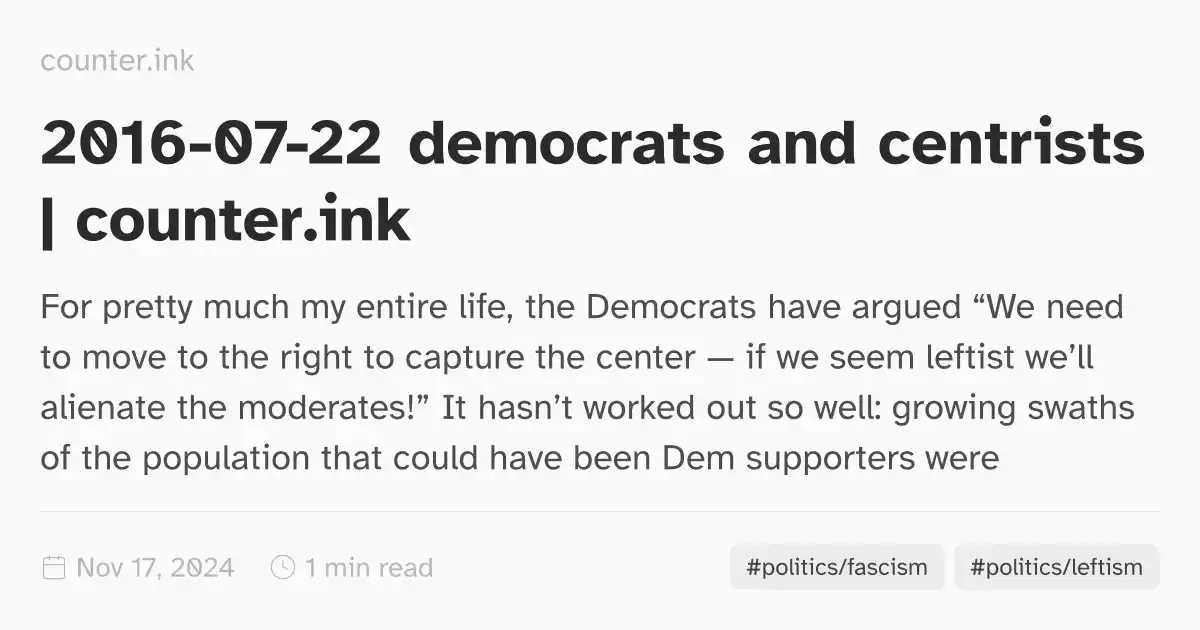 counter.ink
2016-07-22 democrats and centrists
| counter.ink
For pretty much my entire life, the Democrats have argued “We need
to move to the right to capture the center — if we seem leftist we’ll
alienate the moderates!” It hasn’t worked out so well: growing swaths
of the population that could have been Dem supporters were
Nov 17, 2024 1 min read #politics/fascism #politics/leftism